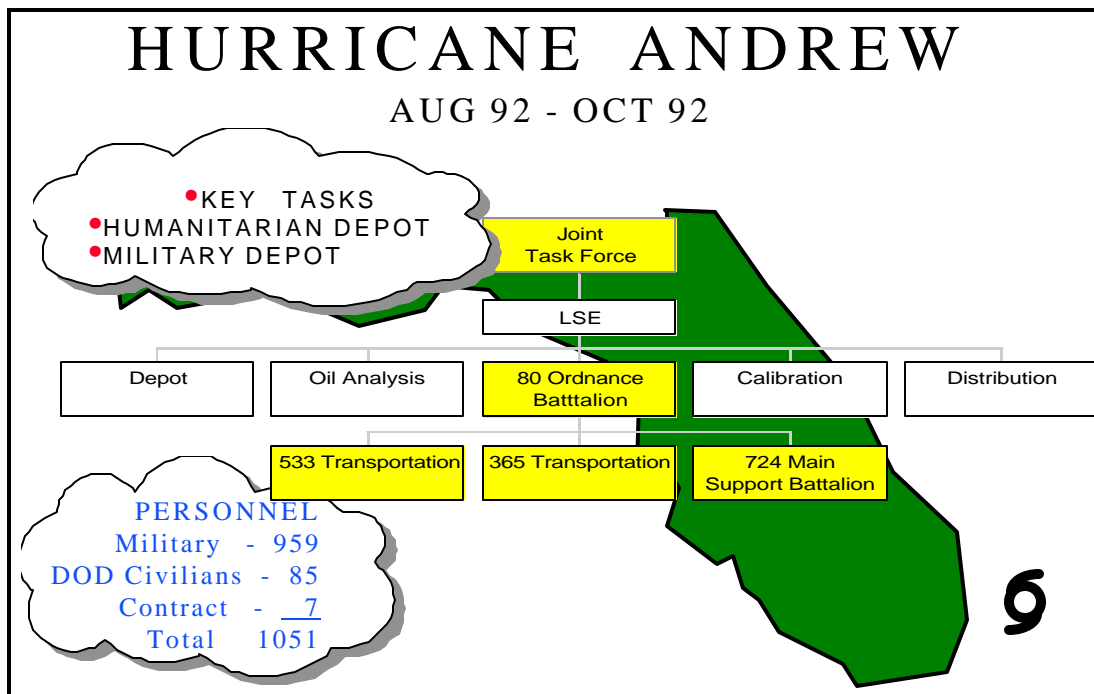 HURRICANE ANDREW
AUG 92 - OCT 92
•KEY TASKS
•HUMANITARIAN DEPOT
•MILITARY DEPOT
Joint
Task Force
LSE
Depot
Oil Analysis
80 Ordnance
Batttalion
Calibration
Distribution
533 Transportation
365 Transportation
724 Main
Support Battalion
PERSONNEL
Military - 959
DOD Civilians - 85
Contract - 7
Total 1051